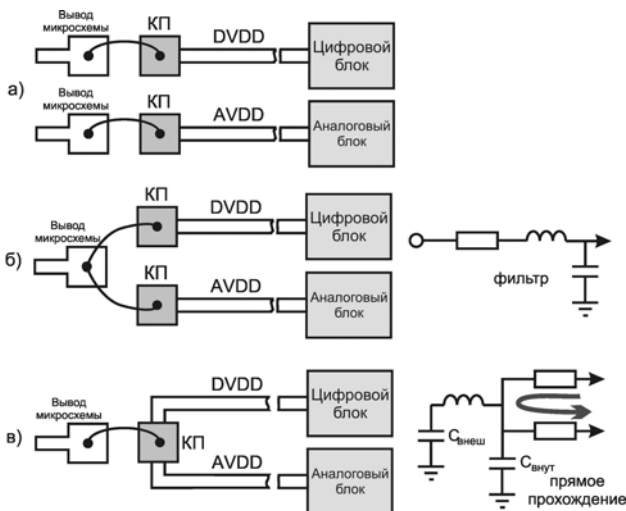 Вывод
микросхемы
КП
DVDD
Цифровой
блок
а)
Вывод
микросхемы
КП
AVDD
Аналоговый
блок
КП
DVDD
Цифровой
блок
Вывод
микросхемы
б)
КП
AVDD
Аналоговый
блок
фильтр
DVDD
Цифровой
блок
Вывод
микросхемы
в)
КП
AVDD
Аналоговый
блок
Cвнеш
Cвнут
прямое
прохождение